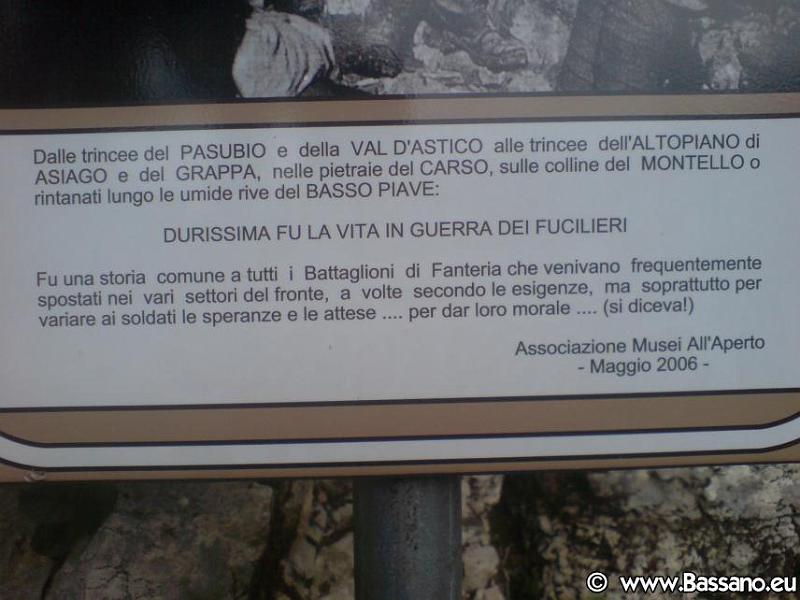 Dalle trincee del PASUBIO e della VAL D'ASTICO alle trincee dell'ALTOPIANO di
ASIAGO e del GRAPPA, nelle pietraie del CARSO, sulle colline del MONTELLO o
rintanati lungo le umide rive del BASSO PIAVE:
DURISSIMA FU LA VITA IN GUERRA DEI FUCILIERI
Fu una storia comune a tutti i Battaglioni di Fanteria che venivano frequentemente
spostati nei vari settori del fronte, a volte secondo le esigenze, ma soprattutto per
variare ai soldati le speranze e le attese .... per dar loro morale .... (si diceva!)
Associazione Musei All'Aperto
- Maggio 2006 -
© www.Bassano.eu